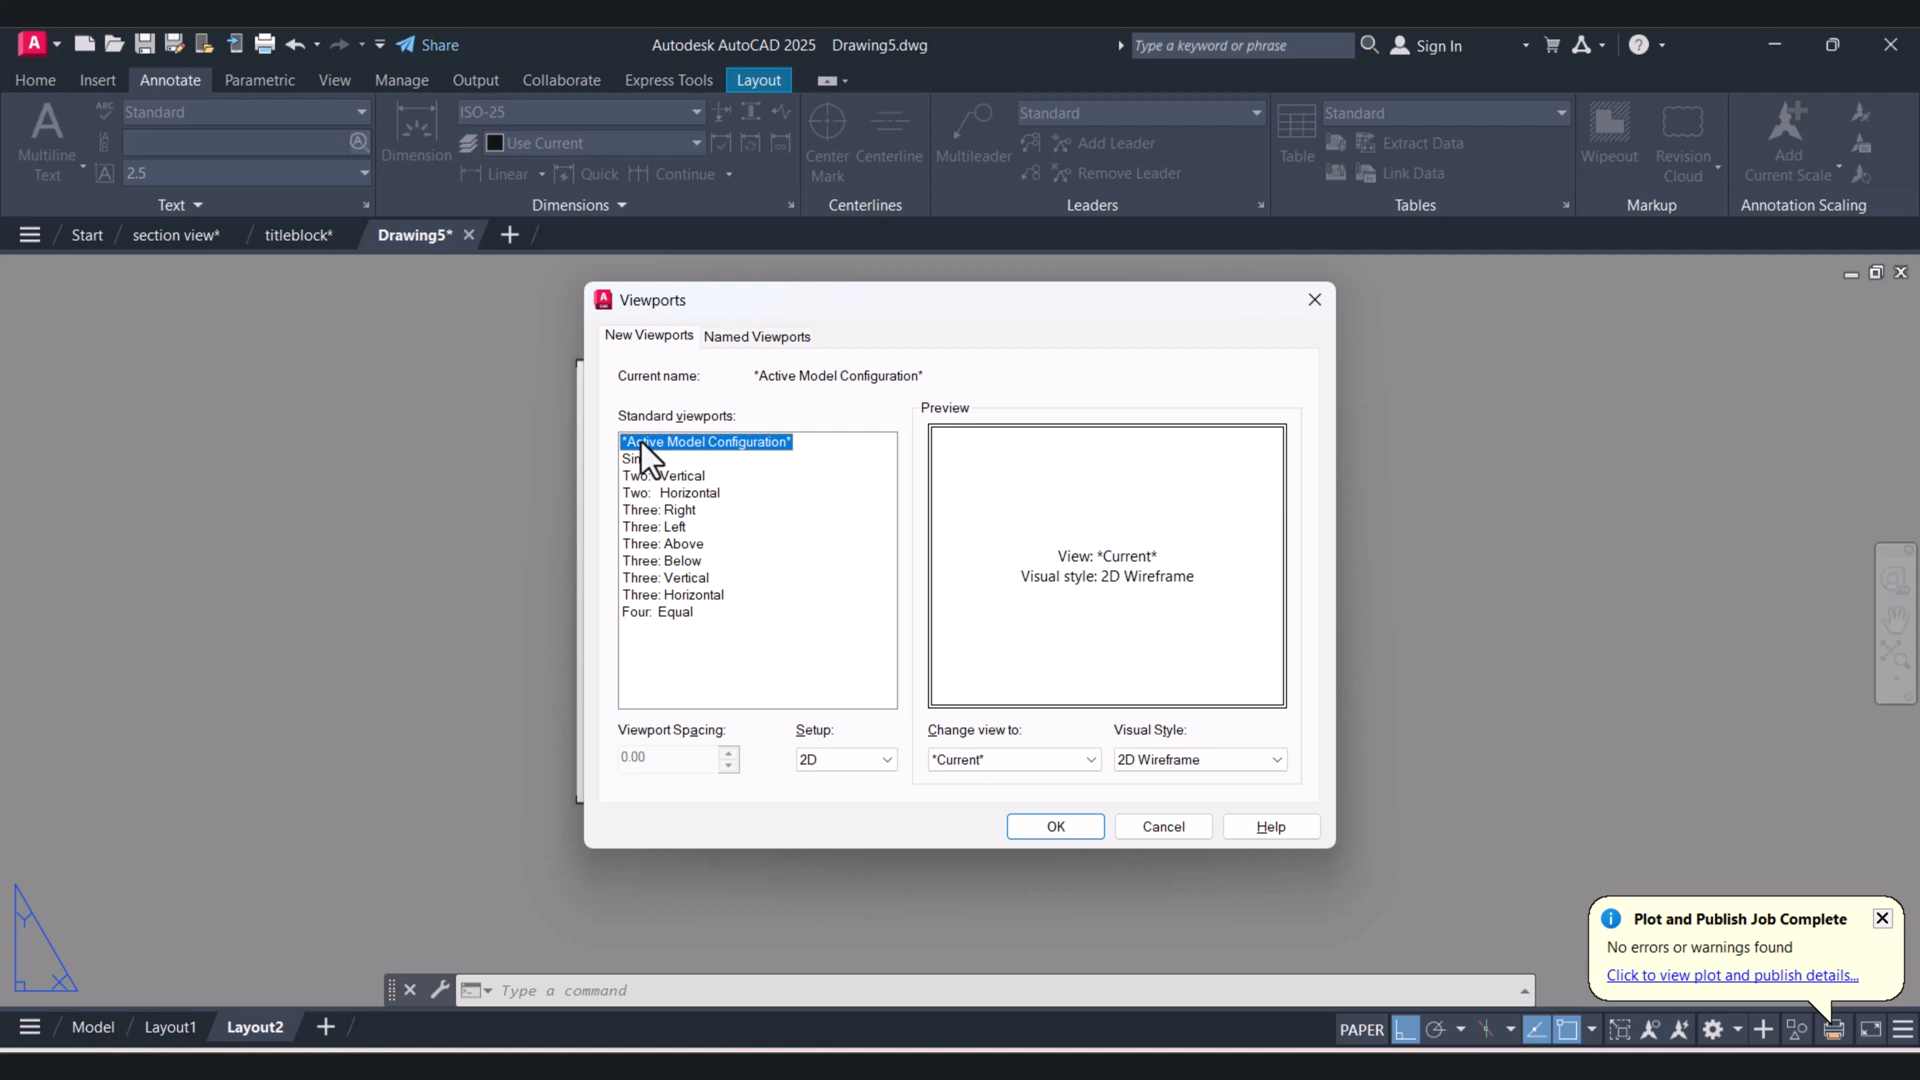 A Share Autodesk AutoCAD 2025 Drawing5.dwg Type a keyword or phrase Sign In
Home Insert Annotate Parametric View Manage Output Collaborate Express Tools Layout
ABC Standard ISO-25 Standard Standard
Use Current Add Leader Extract Data
Multiline Text Dimension Center Mark Centerline Multileader Table Wipeout Revision Cloud Add Current Scale
2.5 Linear Quick Continue Remove Leader Link Data
Text Dimensions Centerlines Leaders Tables Markup Annotation Scaling
Start section view* titleblock* Drawing5*
Viewports
New Viewports Named Viewports
Current name: *Active Model Configuration*
Standard viewports: Preview
*Active Model Configuration*
Sin
Two: Vertical
Two: Horizontal
Three: Right
Three: Left
Three: Above
Three: Below
Three: Vertical
Three: Horizontal
Four: Equal
View: *Current*
Visual style: 2D Wireframe
Viewport Spacing: Setup: Change view to: Visual Style:
0.00 2D *Current* 2D Wireframe
OK Cancel Help
Plot and Publish Job Complete
No errors or warnings found
Click to view plot and publish details...
Y
X
Type a command
Model Layout1 Layout2 PAPER